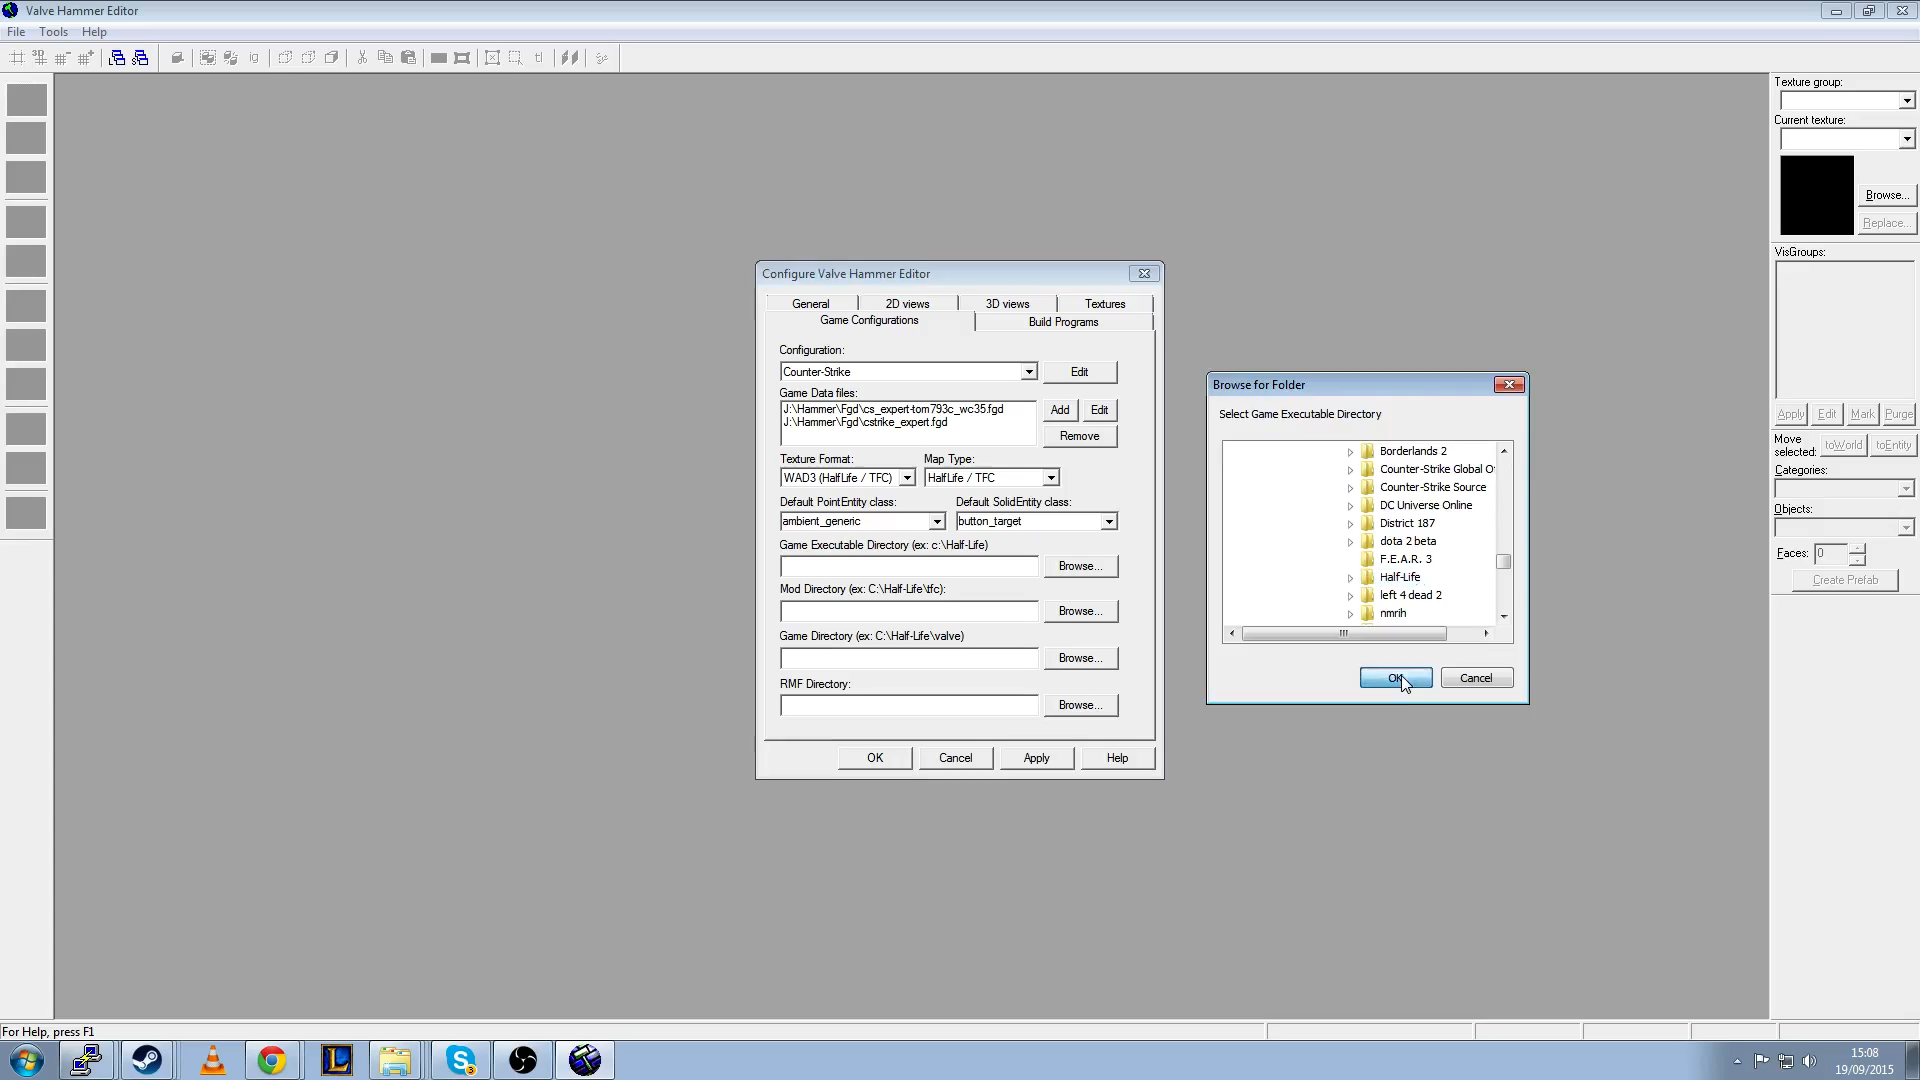 Valve Hammer Editor
File Tools Help
Texture group:
Current texture:
Browse...
Replace...
VisGroups:
Apply Edit Mark Purge
Move selected: toWorld toEntity
Categories:
Objects:
Faces: 0
Create Prefab
Configure Valve Hammer Editor
General 2D views 3D views Textures
Game Configurations Build Programs
Configuration:
Counter-Strike Edit
Game Data files:
J:\Hammer\Fgd\cs_expert-tom793c_wc35.fgd
J:\Hammer\Fgd\cstrike_expert.fgd
Add Edit
Remove
Texture Format: Map Type:
WAD3 (HalfLife / TFC) HalfLife / TFC
Default PointEntity class: Default SolidEntity class:
ambient_generic button_target
Game Executable Directory (ex: c:\Half-Life)
Browse...
Mod Directory (ex: C:\Half-Life\tfc):
Browse...
Game Directory (ex: C:\Half-Life\valve)
Browse...
RMF Directory:
Browse...
OK Cancel Apply Help
Browse for Folder
Select Game Executable Directory
Borderlands 2
Counter-Strike Global O
Counter-Strike Source
DC Universe Online
District 187
dota 2 beta
F.E.A.R. 3
Half-Life
left 4 dead 2
nmrih
OK Cancel
For Help, press F1
15:08
19/09/2015